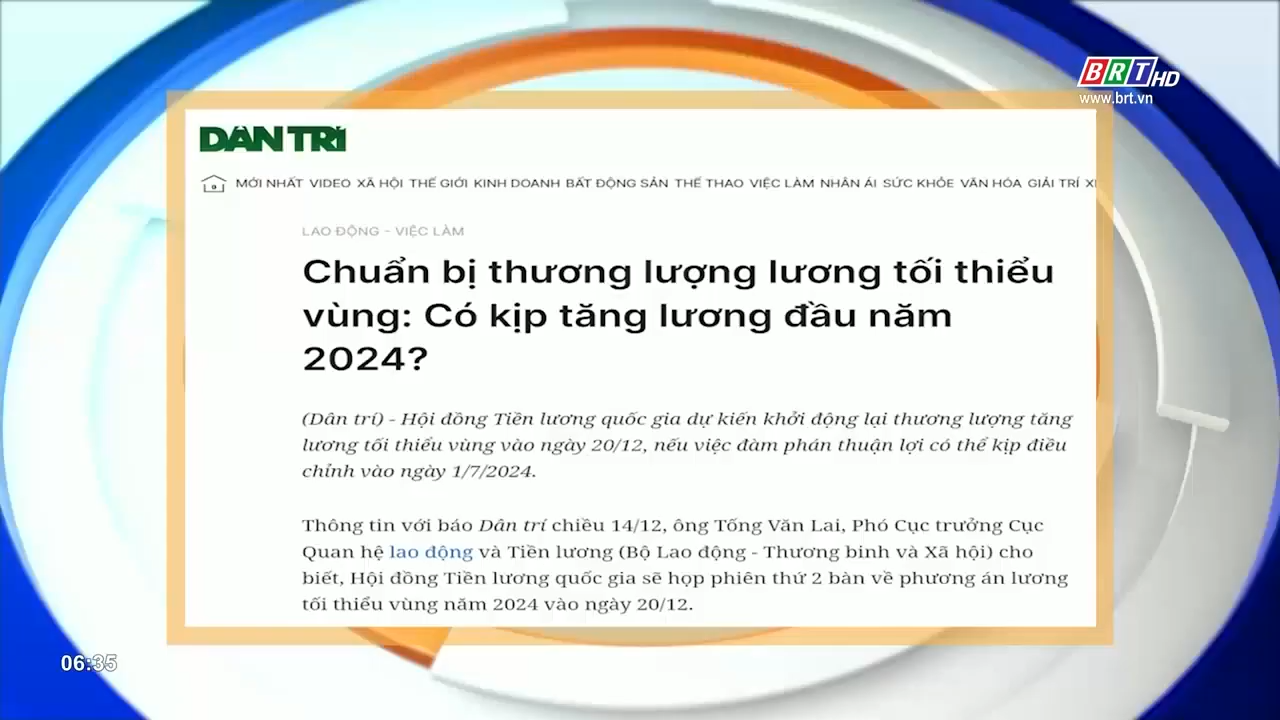 BRT HD
www.brt.vn
DÂN TRÍ
MỚI NHẤT VIDEO XÃ HỘI THẾ GIỚI KINH DOANH BẤT ĐỘNG SẢN THỂ THAO VIỆC LÀM NHÂN ÁI SỨC KHỎE VĂN HÓA GIẢI TRÍ
LAO ĐỘNG - VIỆC LÀM
Chuẩn bị thương lượng lương tối thiểu
vùng: Có kịp tăng lương đầu năm
2024?
(Dân trí) - Hội đồng Tiền lương quốc gia dự kiến khởi động lại thương lượng tăng
lương tối thiểu vùng vào ngày 20/12, nếu việc đàm phán thuận lợi có thể kịp điều
chỉnh vào ngày 1/7/2024.
Thông tin với báo Dân trí chiều 14/12, ông Tống Văn Lai, Phó Cục trưởng Cục
Quan hệ lao động và Tiền lương (Bộ Lao động - Thương binh và Xã hội) cho
biết, Hội đồng Tiền lương quốc gia sẽ họp phiên thứ 2 bàn về phương án lương
tối thiểu vùng năm 2024 vào ngày 20/12.
06:35